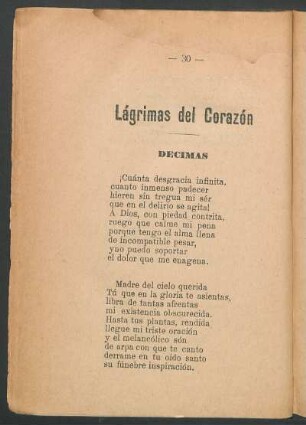 — 30 —
Lágrimas del Corazón
DECIMAS
¡Cuánta desgracia infinita,
cuanto inmenso padecer
hieren sin tregua mi sér
que en el delirio se agita!
A Dios, con piedad contrita,
ruego que calme mi pena
porque tengo el alma llena
de incompatible pesar,
yno puedo soportar
el dolor que me enagena.
Madre del cielo querida
Tú que en la gloria te asientas,
libra de tantas afrentas
mi existencia obscurecida.
Hasta tus plantas, rendida
llegue mi triste oración
y el melancólico són
de arpa con que te canto
derrame en tu oido santo
su fúnebre inspiración.